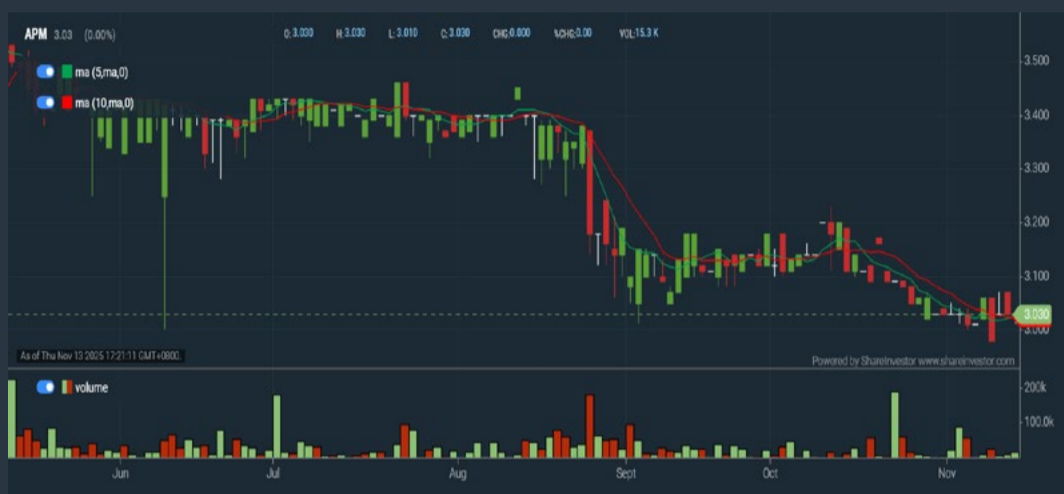 APM 3.03 (0.00%) O:3.030 H:3.030 L:3.010 C:3.030 CHG:0.000 %CHG:0.00 VOL:15.3 K
ma (5,ma,0)
ma (10,ma,0)
3.500
3.400
3.300
3.200
3.100
3.030
3.000
As of Thu Nov 13 2025 17:21:11 GMT+0800.
Powered by ShareInvestor www.shareinvestor.com
volume
200k
100.0k
Jun Jul Aug Sept Oct Nov